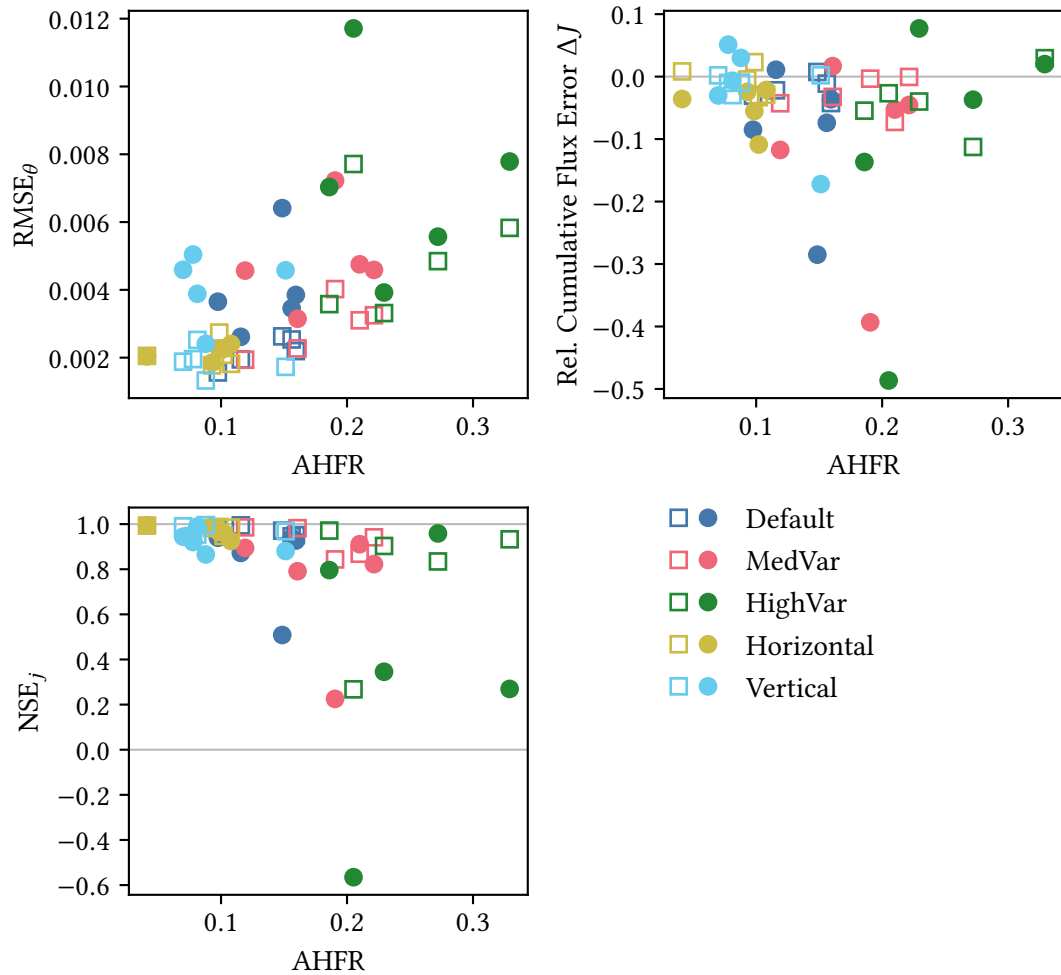 0.012
0.010
0.008
0.006
0.004
0.002
RMSE_θ
0.1 0.2 0.3
AHFR
0.1
0.0
−0.1
−0.2
−0.3
−0.4
−0.5
Rel. Cumulative Flux Error ΔJ
0.1 0.2 0.3
AHFR
1.0
0.8
0.6
0.4
0.2
0.0
−0.2
−0.4
−0.6
NSE_j
0.1 0.2 0.3
AHFR
Default
MedVar
HighVar
Horizontal
Vertical